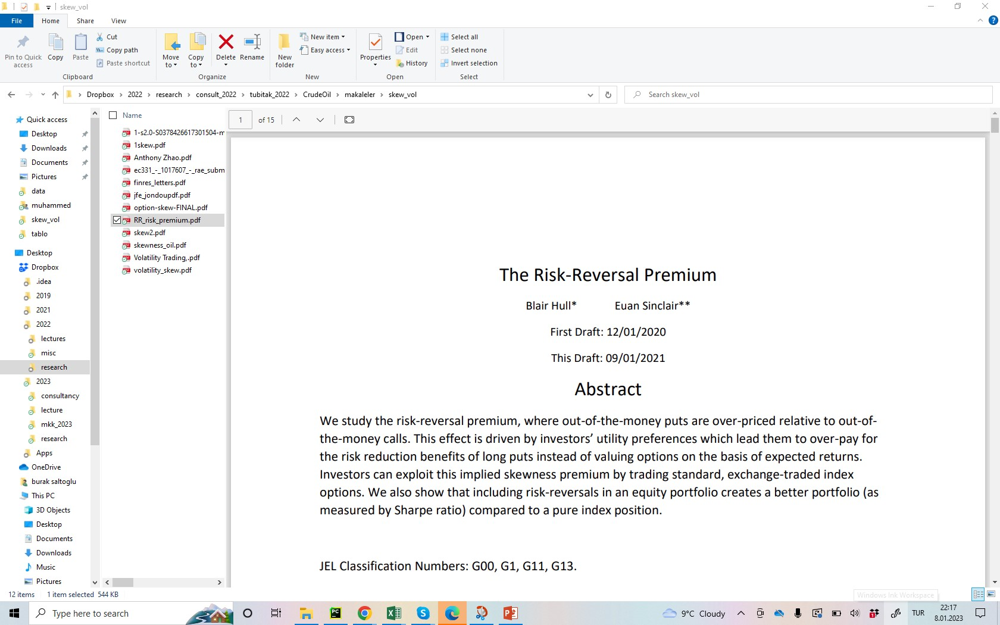 skew_vol
File
Home
Share
View
Pin to Quick access
Copy
Paste
Cut
Copy path
Paste shortcut
Clipboard
Move to
Copy to
Delete
Rename
Organize
New folder
New item
Easy access
New
Properties
Open
Edit
History
Open
Select all
Select none
Invert selection
Select
Dropbox › 2022 › research › consult_2022 › tubitak_2022 › CrudeOil › makaleler › skew_vol
Search skew_vol
Quick access
Desktop
Downloads
Documents
Pictures
data
muhammed
skew_vol
tablo
Desktop
Dropbox
.idea
2019
2021
2022
lectures
misc
research
2023
consultancy
lecture
mkk_2023
research
Apps
OneDrive
burak saltoglu
This PC
3D Objects
Desktop
Documents
Downloads
Music
Pictures
Name
1-s2.0-S0378426617301504-m
1skew.pdf
Anthony Zhao.pdf
ec331_-_1017607_-_rae_subm
finres_letters.pdf
jfe_jondoupdf.pdf
option-skew-FINAL.pdf
RR_risk_premium.pdf
skew2.pdf
skewness_oil.pdf
Volatility Trading,.pdf
volatility_skew.pdf
1 of 15
The Risk-Reversal Premium
Blair Hull* Euan Sinclair**
First Draft: 12/01/2020
This Draft: 09/01/2021
Abstract
We study the risk-reversal premium, where out-of-the-money puts are over-priced relative to out-of-
the-money calls. This effect is driven by investors’ utility preferences which lead them to over-pay for
the risk reduction benefits of long puts instead of valuing options on the basis of expected returns.
Investors can exploit this implied skewness premium by trading standard, exchange-traded index
options. We also show that including risk-reversals in an equity portfolio creates a better portfolio (as
measured by Sharpe ratio) compared to a pure index position.
JEL Classification Numbers: G00, G1, G11, G13.
12 items 1 item selected 544 KB
Windows Ink Workspace
Type here to search
9°C Cloudy
TUR
22:17
8.01.2023